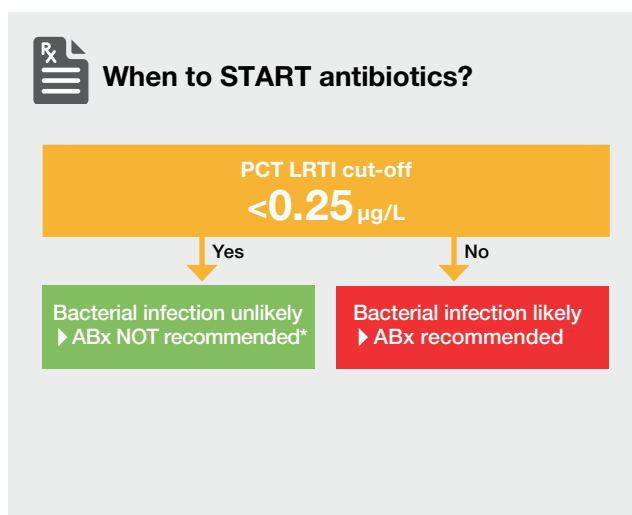 Rx
When to START antibiotics?
PCT LRTI cut-off
<0.25 µg/L
Yes
No
Bacterial infection unlikely
ABx NOT recommended*
Bacterial infection likely
ABx recommended